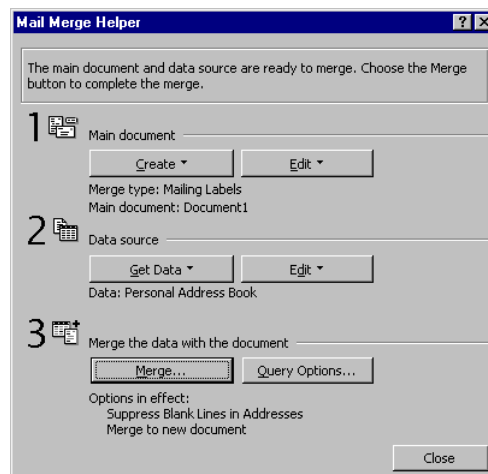 Mail Merge Helper
The main document and data source are ready to merge. Choose the Merge
button to complete the merge.
1 Main document
Create Edit
Merge type: Mailing Labels
Main document: Document1
2 Data source
Get Data Edit
Data: Personal Address Book
3 Merge the data with the document
Merge... Query Options...
Options in effect:
Suppress Blank Lines in Addresses
Merge to new document
Close